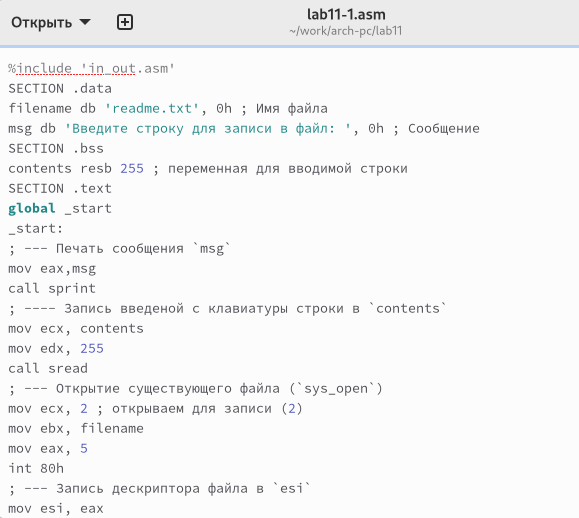 Открыть
lab11-1.asm
~/work/arch-pc/lab11
%include 'in_out.asm'
SECTION .data
filename db 'readme.txt', 0h ; Имя файла
msg db 'Введите строку для записи в файл: ', 0h ; Сообщение
SECTION .bss
contents resb 255 ; переменная для вводимой строки
SECTION .text
global _start
_start:
; --- Печать сообщения `msg`
mov eax,msg
call sprint
; ---- Запись введеной с клавиатуры строки в `contents`
mov ecx, contents
mov edx, 255
call sread
; --- Открытие существующего файла (`sys_open`)
mov ecx, 2 ; открываем для записи (2)
mov ebx, filename
mov eax, 5
int 80h
; --- Запись дескриптора файла в `esi`
mov esi, eax